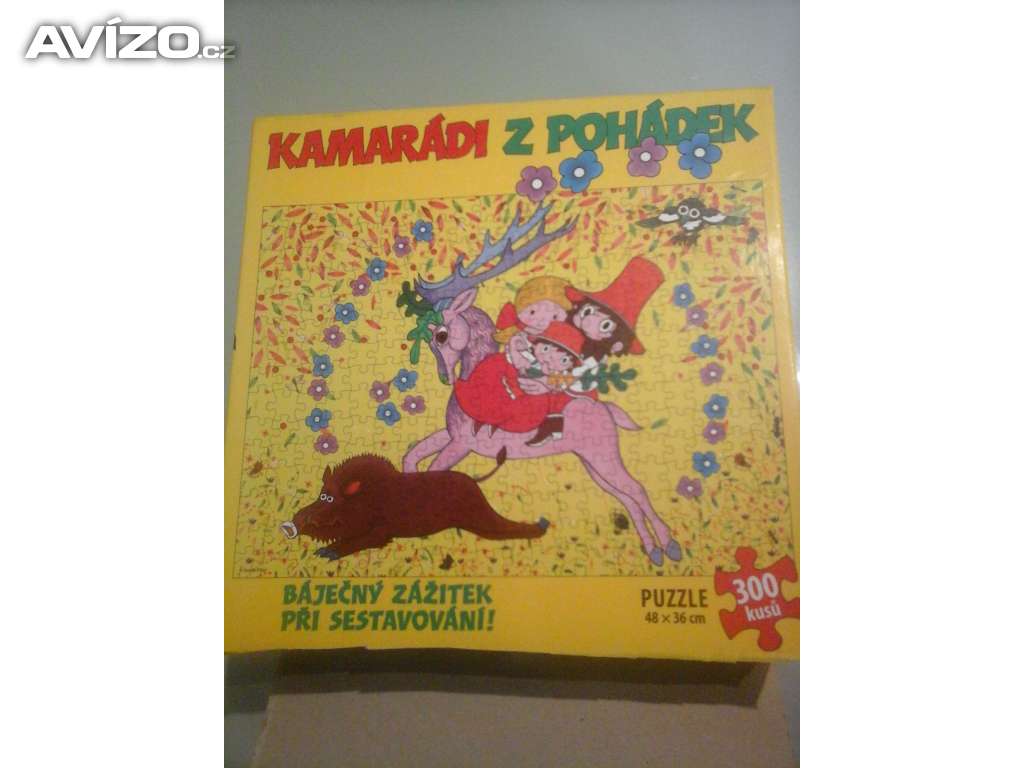 AVÍZO.cz
KAMARÁDI Z POHÁDEK
BÁJEČNÝ ZÁŽITEK
PŘI SESTAVOVÁNÍ!
PUZZLE
48 × 36 cm
300
kusů